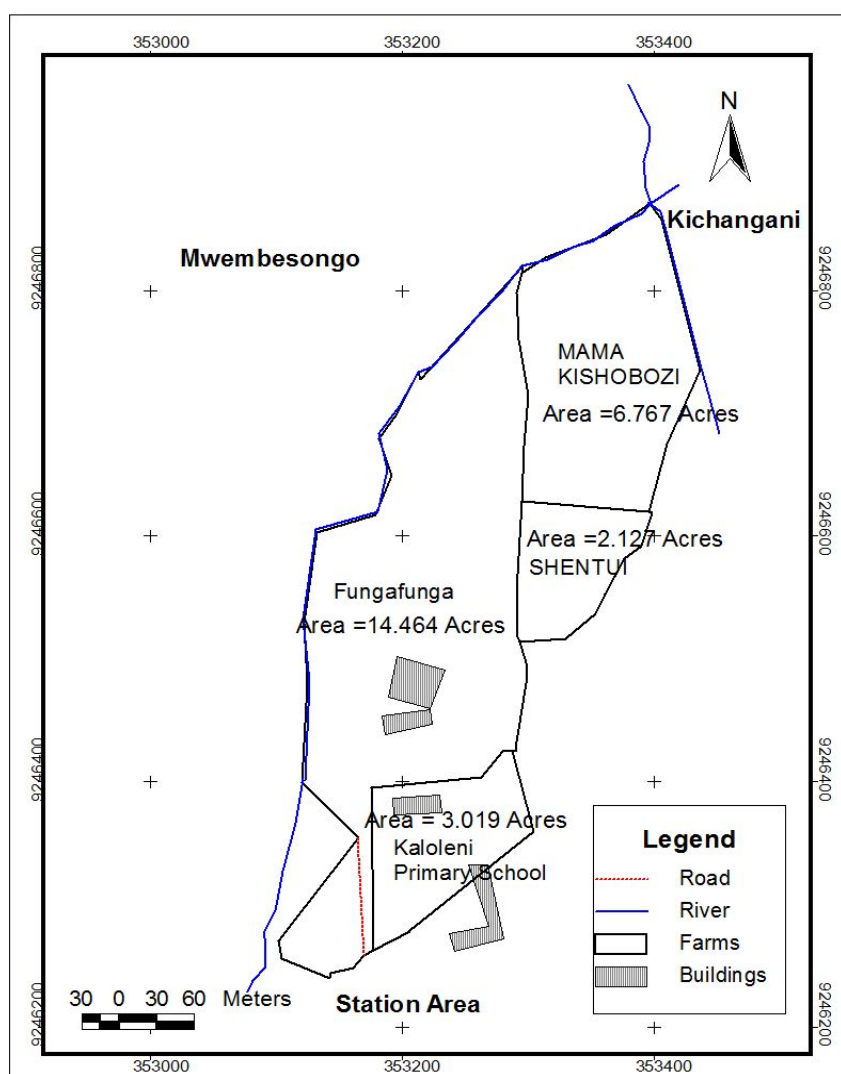 353000 353200 353400
N
Kichangani
Mwembesongo
9246800 9246800
MAMA
KISHOBOZI
Area =6.767 Acres
9246600 9246600
Area =2.127 Acres
SHENTUI
Fungafunga
Area =14.464 Acres
9246400 9246400
Area = 3.019 Acres
Kaloleni
Primary School
Legend
Road
River
Farms
Buildings
30 0 30 60 Meters
Station Area
9246200 9246200
353000 353200 353400